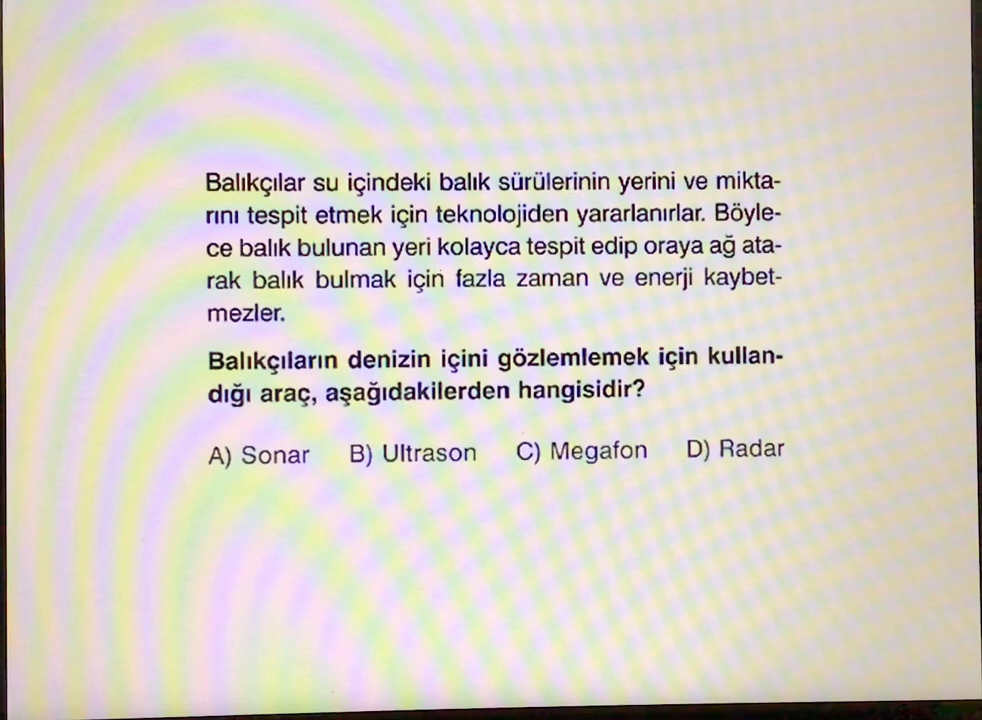 Balıkçılar su içindeki balık sürülerinin yerini ve mikta-
rını tespit etmek için teknolojiden yararlanırlar. Böyle-
ce balık bulunan yeri kolayca tespit edip oraya ağ ata-
rak balık bulmak için fazla zaman ve enerji kaybet-
mezler.
Balıkçıların denizin içini gözlemlemek için kullan-
dığı araç, aşağıdakilerden hangisidir?
A) Sonar B) Ultrason C) Megafon D) Radar